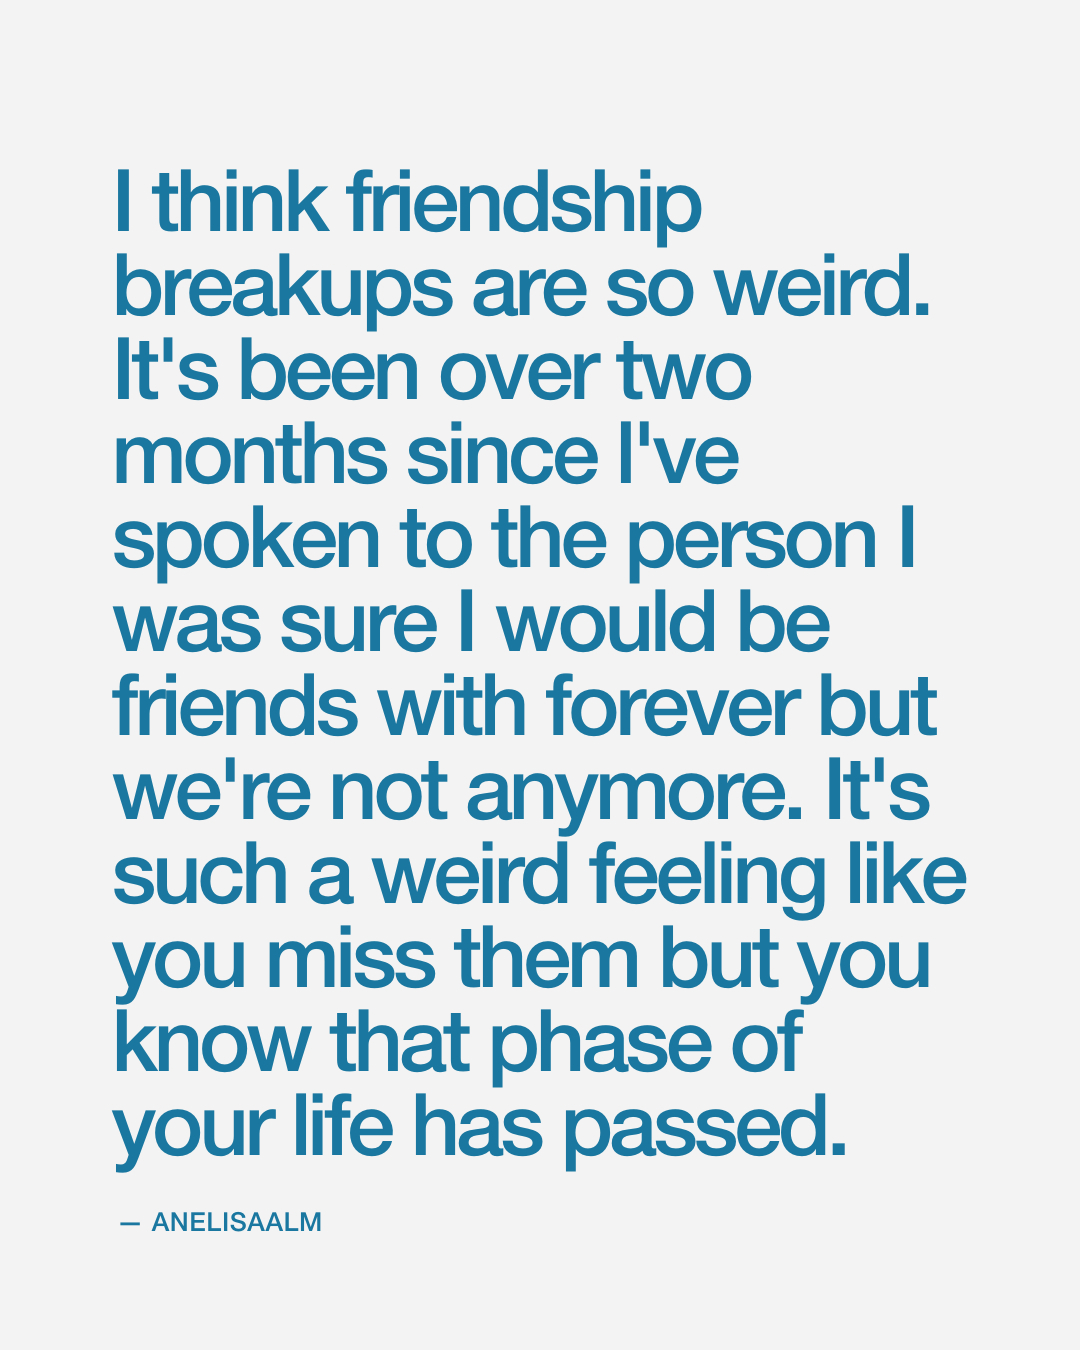 I think friendship
breakups are so weird.
It's been over two
months since I've
spoken to the person I
was sure I would be
friends with forever but
we're not anymore. It's
such a weird feeling like
you miss them but you
know that phase of
your life has passed.
— ANELISAALM